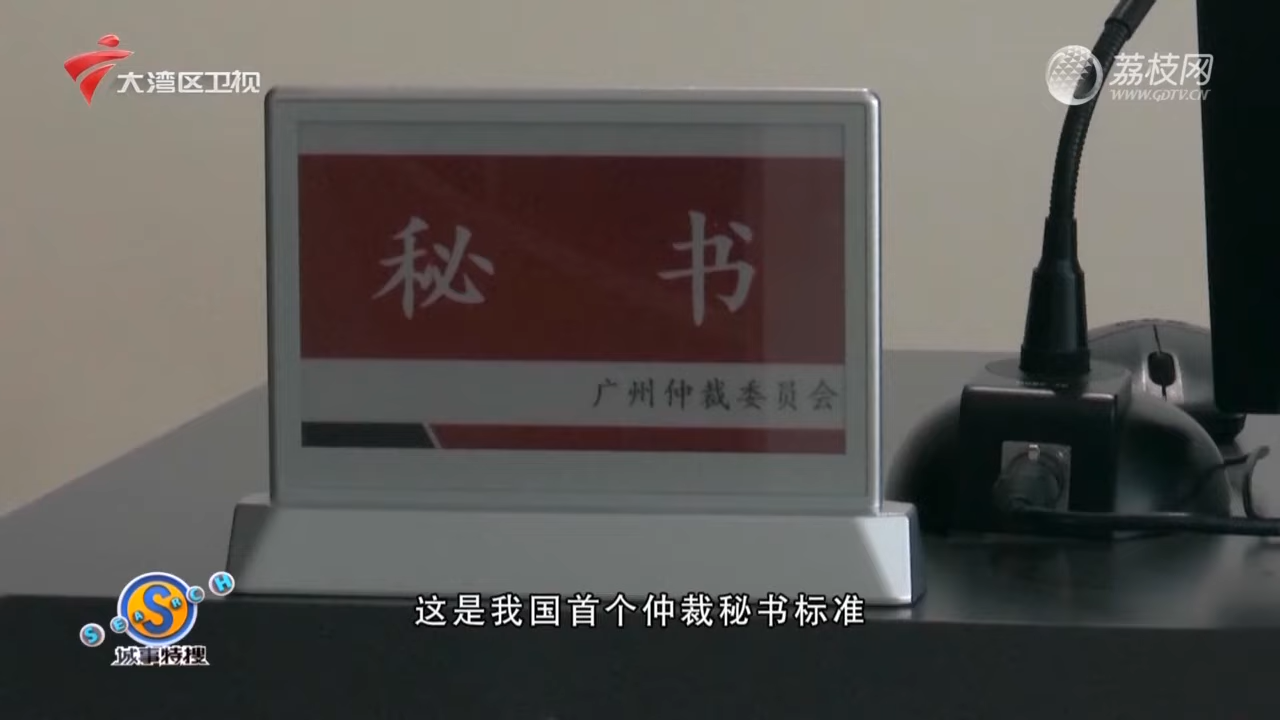 大湾区卫视
荔枝网
WWW.GDTV.CN
秘 书
广州仲裁委员会
SEARCH
城事特搜
这是我国首个仲裁秘书标准